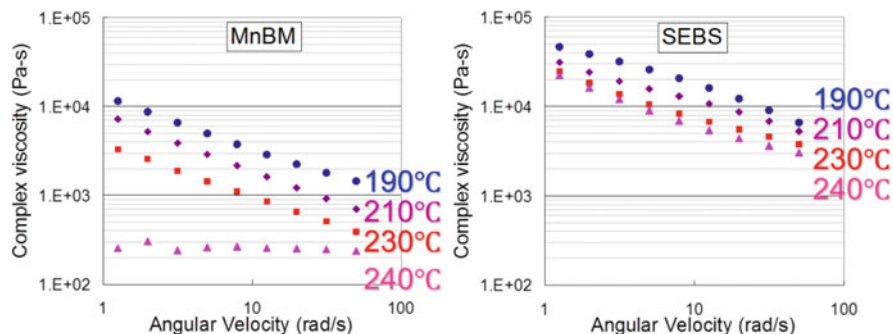 MnBM
Complex viscosity (Pa-s)
1.E+05
1.E+04
1.E+03
1.E+02
1
10
100
Angular Velocity (rad/s)
190℃
210℃
230℃
240℃
SEBS
Complex viscosity (Pa-s)
1.E+05
1.E+04
1.E+03
1.E+02
1
10
100
Angular Velocity (rad/s)
190℃
210℃
230℃
240℃